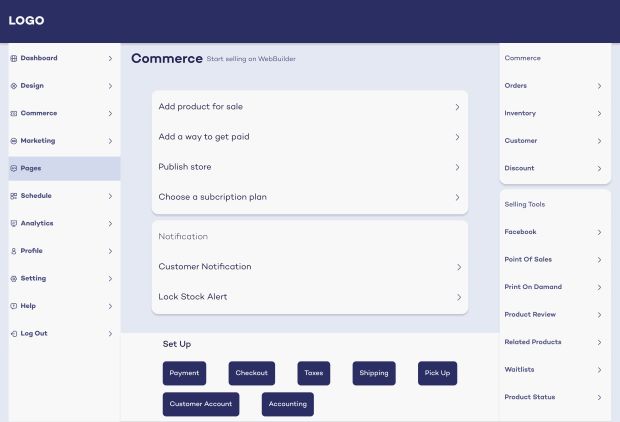 LOGO
Dashboard
Design
Commerce
Marketing
Pages
Schedule
Analytics
Profile
Setting
Help
Log Out
Commerce Start selling on WebBuilder
Add product for sale
Add a way to get paid
Publish store
Choose a subcription plan
Notification
Customer Notification
Lock Stock Alert
Set Up
Payment Checkout Taxes Shipping Pick Up
Customer Account Accounting
Commerce
Orders
Inventory
Customer
Discount
Selling Tools
Facebook
Point Of Sales
Print On Damand
Product Review
Related Products
Waitlists
Product Status